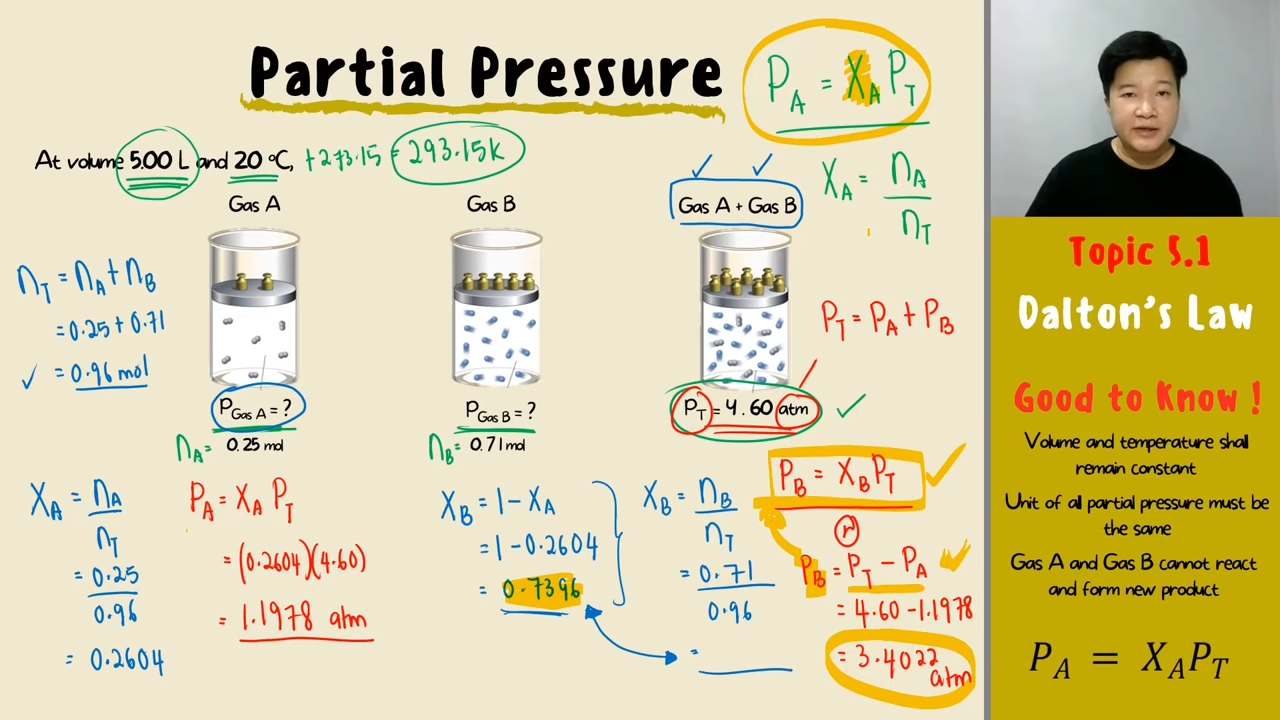 Partial Pressure
P_A = X_A P_T
At volume 5.00 L and 20 °C, +273.15 = 293.15K
X_A = n_A / n_T
Gas A
Gas B
Gas A + Gas B
n_T = n_A + n_B
= 0.25 + 0.71
= 0.96 mol
P_T = P_A + P_B
P_Gas A = ?
n_A = 0.25 mol
P_Gas B = ?
n_B = 0.71 mol
P_T = 4.60 atm
X_A = n_A / n_T
= 0.25 / 0.96
= 0.2604
P_A = X_A P_T
= (0.2604)(4.60)
= 1.1978 atm
X_B = 1 - X_A
= 1 - 0.2604
= 0.7396
X_B = n_B / n_T
= 0.71 / 0.96
=
P_B = X_B P_T
P_B = P_T - P_A
= 4.60 - 1.1978
= 3.4022 atm
Topic 5.1
Dalton's Law
Good to Know !
Volume and temperature shall
remain constant
Unit of all partial pressure must be
the same
Gas A and Gas B cannot react
and form new product
P_A = X_A P_T